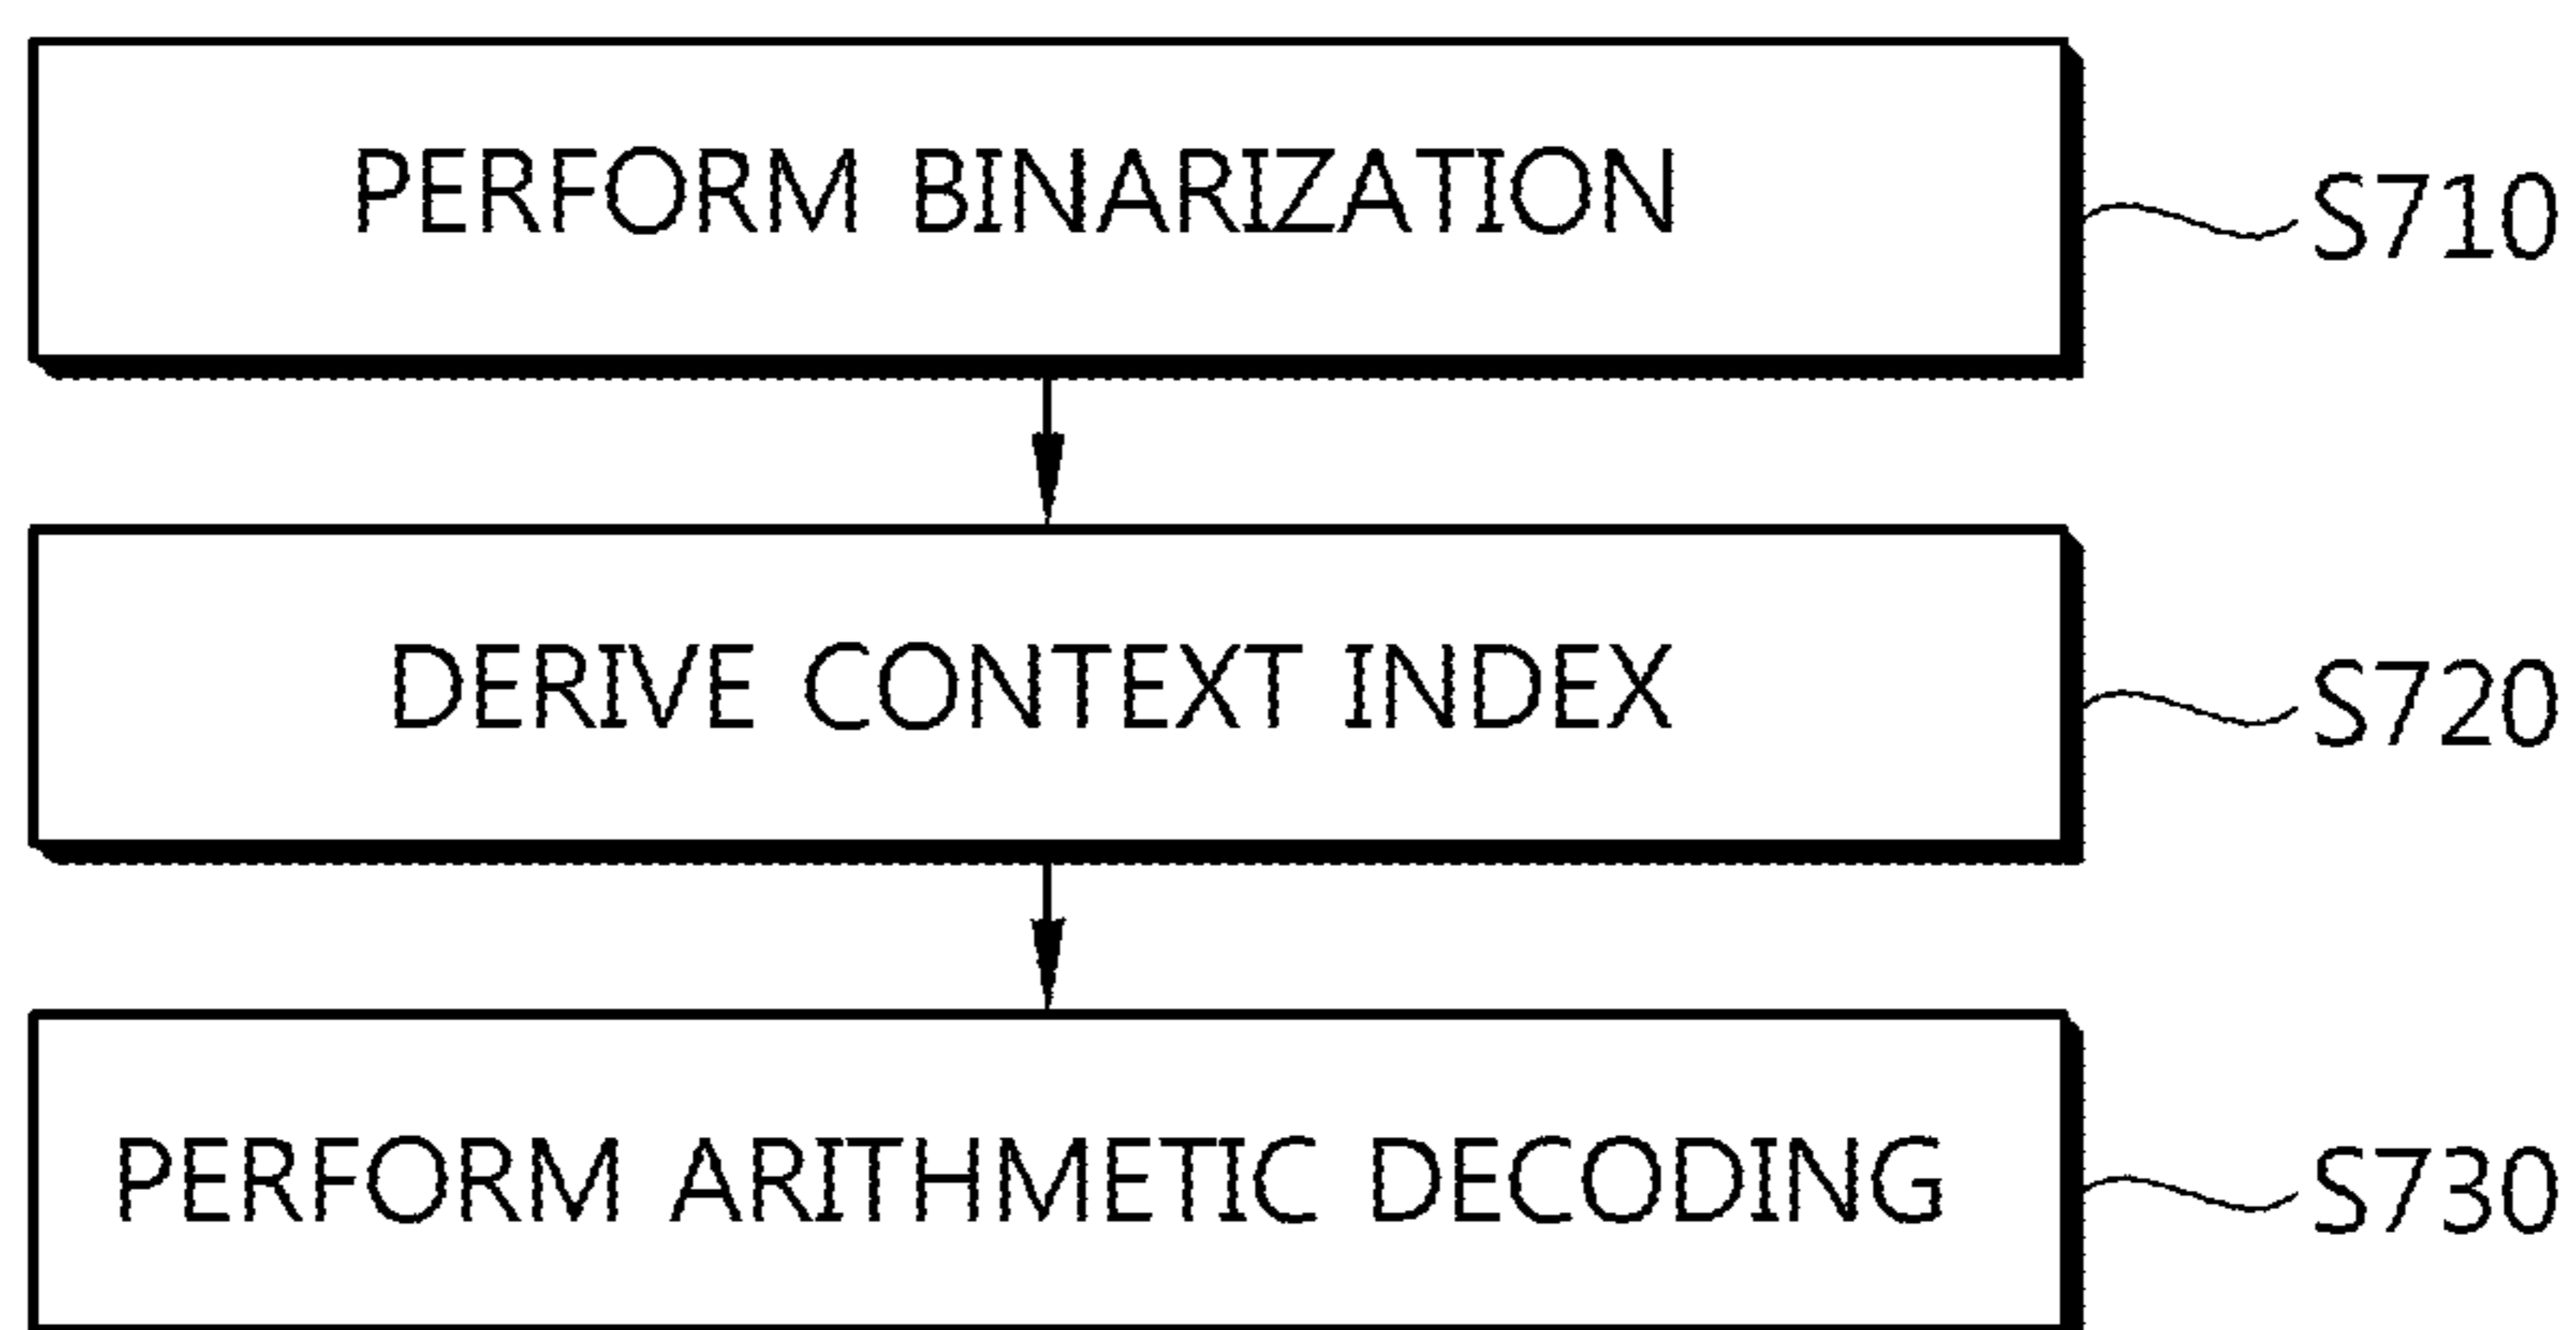 PERFORM BINARIZATION
S710
DERIVE CONTEXT INDEX
S720
PERFORM ARITHMETIC DECODING
S730